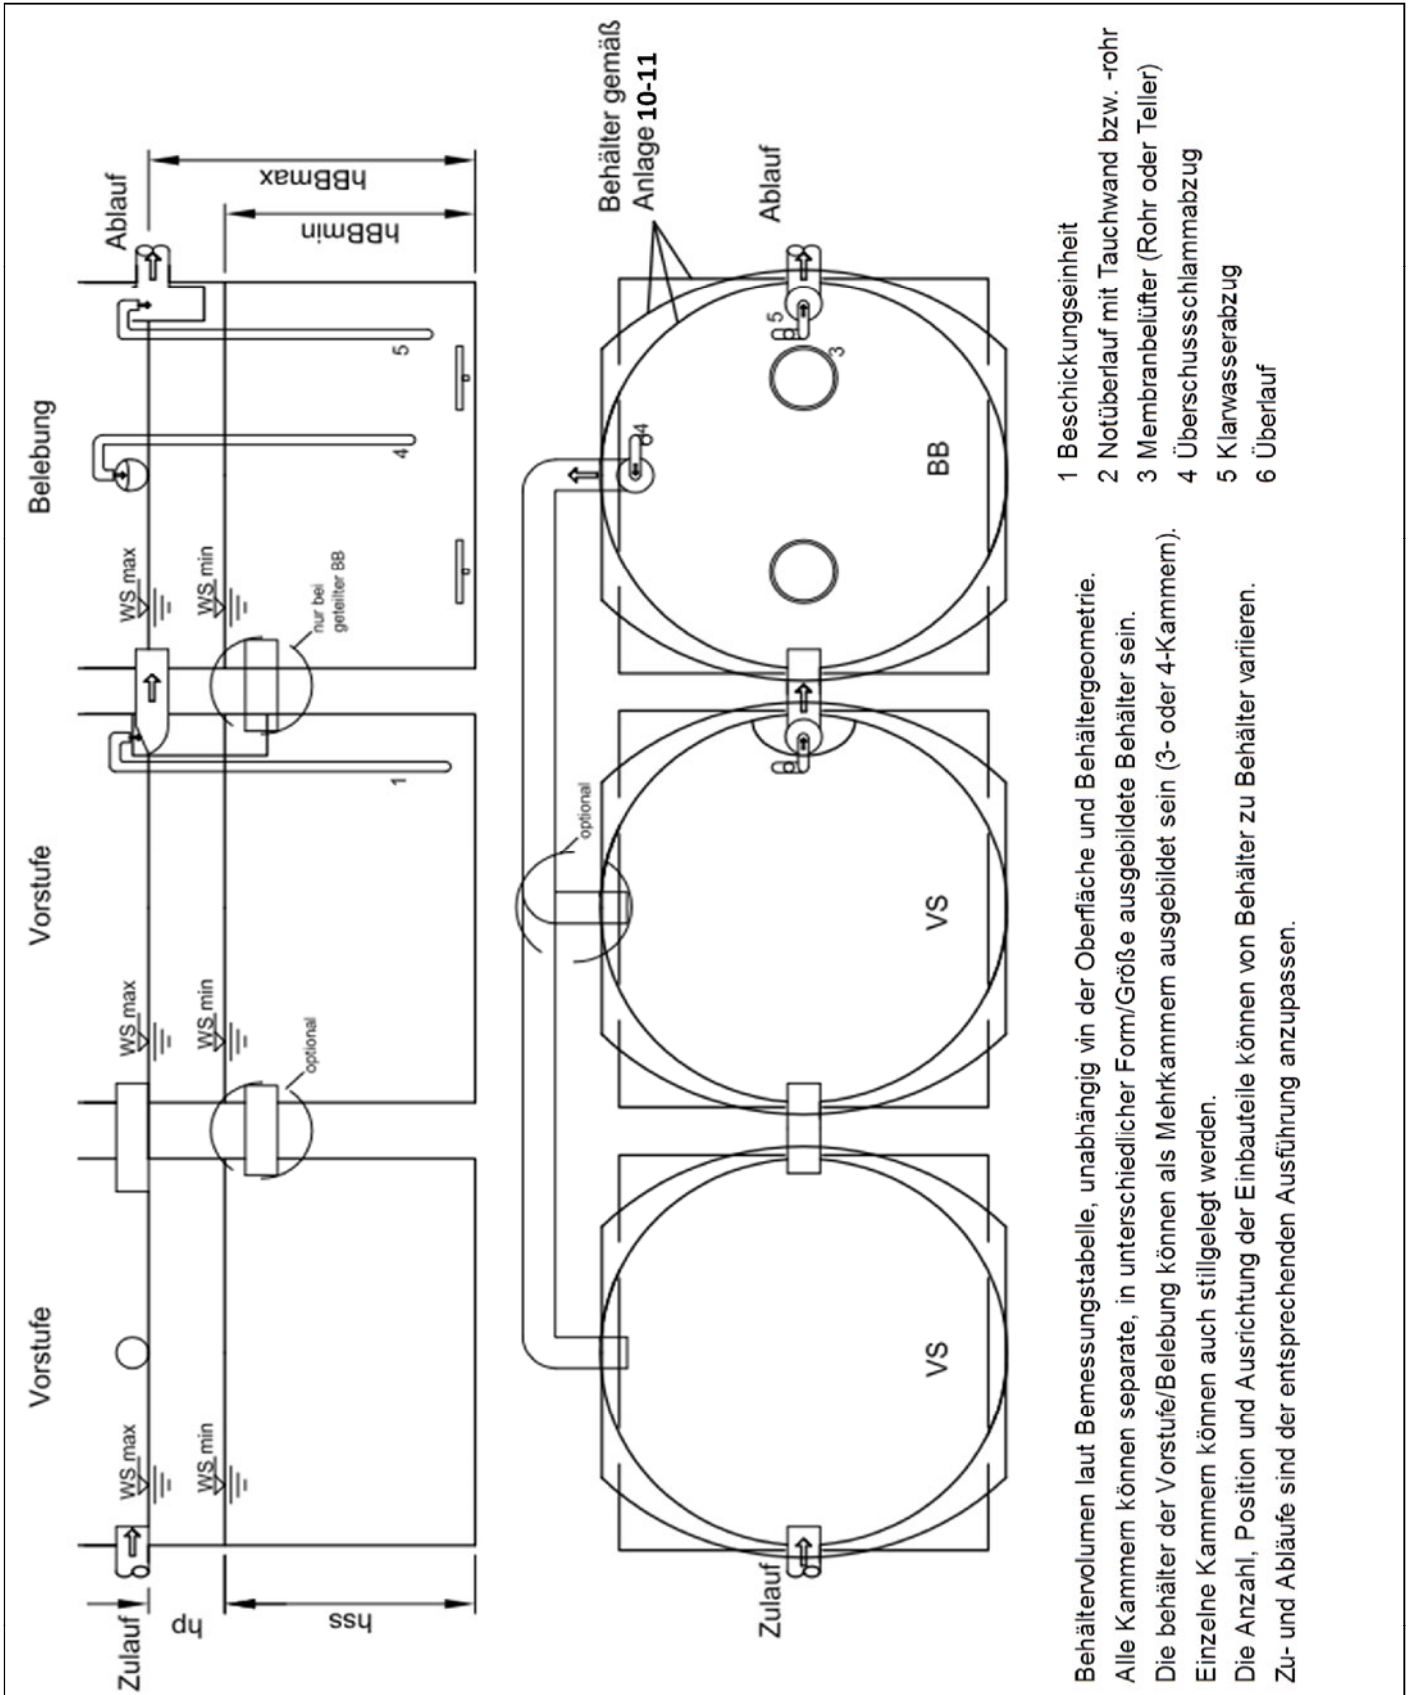 Vorstufe
Vorstufe
Belebung
Zulauf
WS max
WS max
WS max
Ablauf
WS min
WS min
WS min
hp
hss
hBBmin
hBBmax
optional
nur bei
geteilter BB
1
4
5
Behälter gemäß
Anlage 10-11
optional
Zulauf
Ablauf
4
5
3
VS
VS
BB
Behältervolumen laut Bemessungstabelle, unabhängig vin der Oberfläche und Behältergeometrie.
Alle Kammern können separate, in unterschiedlicher Form/Größe ausgebildete Behälter sein.
Die behälter der Vorstufe/Belebung können als Mehrkammern ausgebildet sein (3- oder 4-Kammern).
Einzelne Kammern können auch stillgelegt werden.
Die Anzahl, Position und Ausrichtung der Einbauteile können von Behälter zu Behälter variieren.
Zu- und Abläufe sind der entsprechenden Ausführung anzupassen.
1 Beschickungseinheit
2 Notüberlauf mit Tauchwand bzw. -rohr
3 Membranbelüfter (Rohr oder Teller)
4 Überschussschlammabzug
5 Klarwasserabzug
6 Überlauf